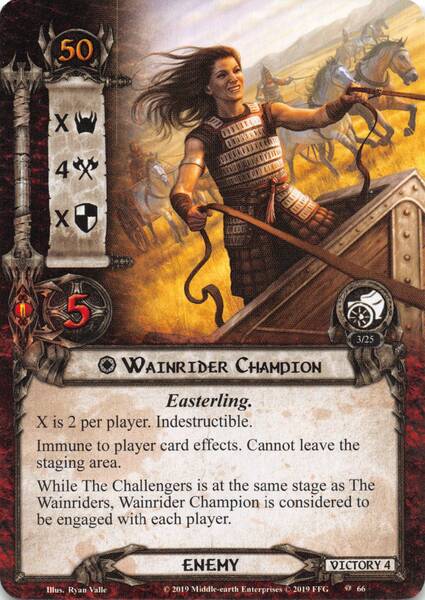 50
X
4
X
5
3/25
Wainrider Champion
Easterling.
X is 2 per player. Indestructible.
Immune to player card effects. Cannot leave the
staging area.
While The Challengers is at the same stage as The
Wainriders, Wainrider Champion is considered to
be engaged with each player.
ENEMY
VICTORY 4
Illus. Ryan Valle
© 2019 Middle-earth Enterprises © 2019 FFG
66